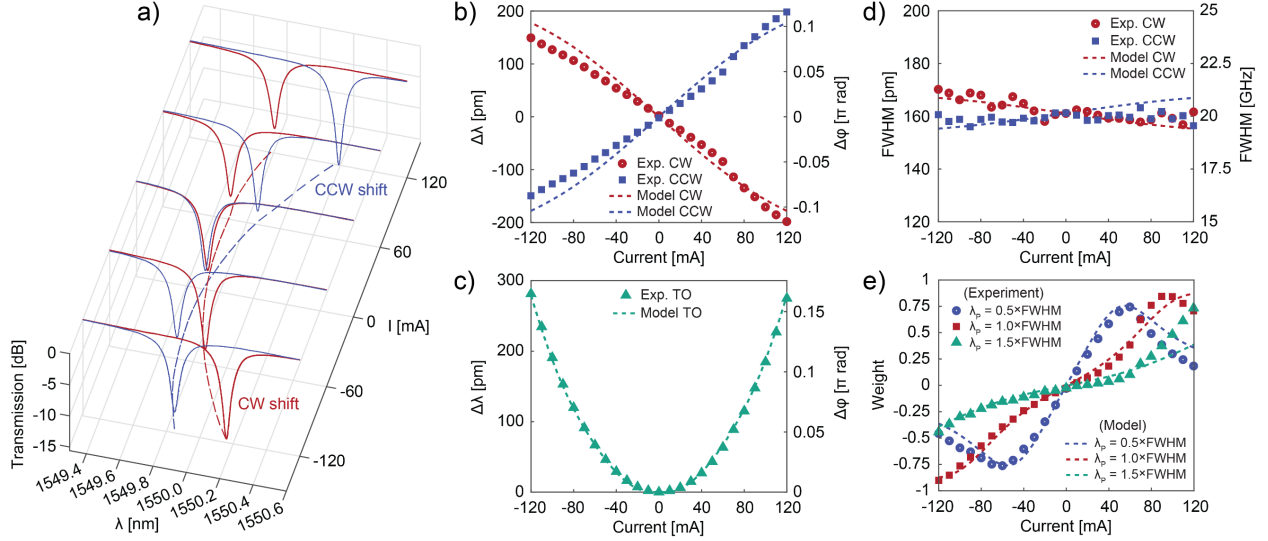 a)
CCW shift
CW shift
Transmission [dB]
0
-5
-10
-15
1549.4
1549.6
1549.8
1550.0
1550.2
1550.4
1550.6
λ [nm]
120
60
0
-60
-120
I [mA]
b)
200
100
0
-100
-200
Δλ [pm]
0.1
0.05
0
-0.05
-0.1
Δφ [π rad]
Exp. CW
Exp. CCW
Model CW
Model CCW
-120 -80 -40 0 40 80 120
Current [mA]
c)
300
200
100
0
Δλ [pm]
0.15
0.1
0.05
0
Δφ [π rad]
Exp. TO
Model TO
-120 -80 -40 0 40 80 120
Current [mA]
d)
200
180
160
140
120
FWHM [pm]
25
22.5
20
17.5
15
FWHM [GHz]
Exp. CW
Exp. CCW
Model CW
Model CCW
-120 -80 -40 0 40 80 120
Current [mA]
e)
1
0.75
0.5
0.25
0
-0.25
-0.5
-0.75
-1
Weight
(Experiment)
λP = 0.5×FWHM
λP = 1.0×FWHM
λP = 1.5×FWHM
(Model)
λP = 0.5×FWHM
λP = 1.0×FWHM
λP = 1.5×FWHM
-120 -80 -40 0 40 80 120
Current [mA]